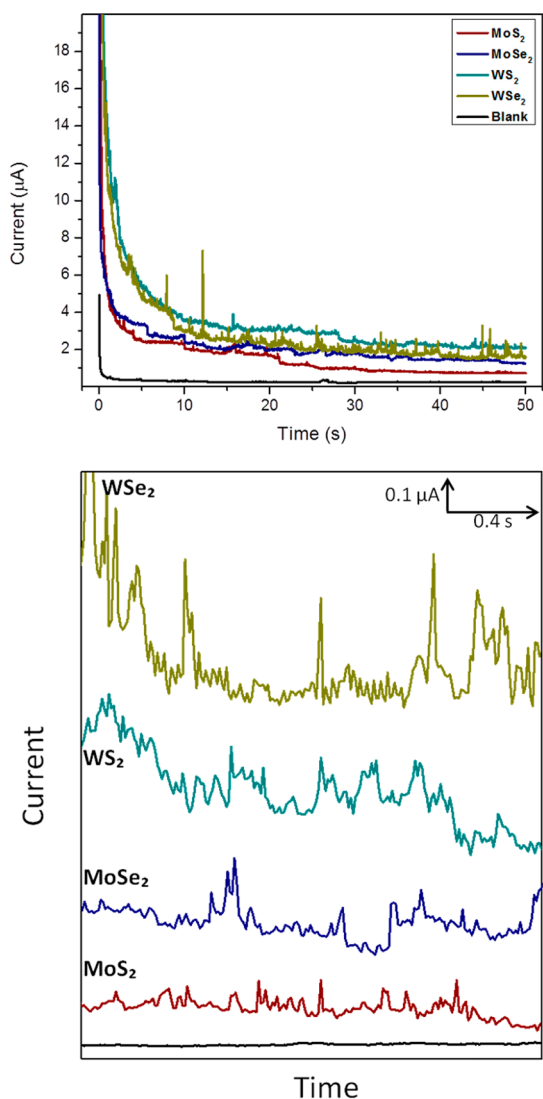 MoS₂
MoSe₂
WS₂
WSe₂
Blank
18
16
14
12
10
8
6
4
2
Current (µA)
0
10
20
30
40
50
Time (s)
WSe₂
0.1 µA
0.4 s
WS₂
MoSe₂
MoS₂
Current
Time